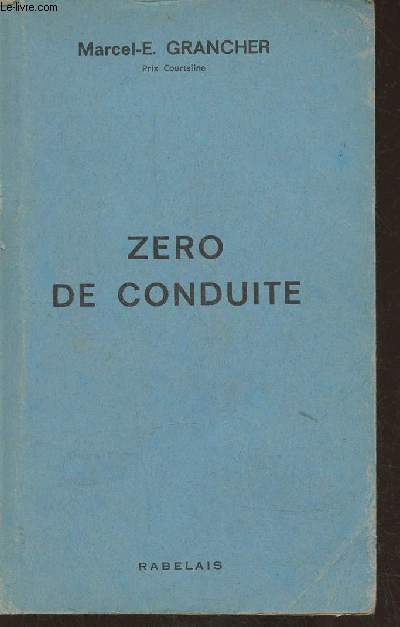 Le-livre.com
Marcel-E. GRANCHER
Prix Courteline
ZERO
DE CONDUITE
RABELAIS